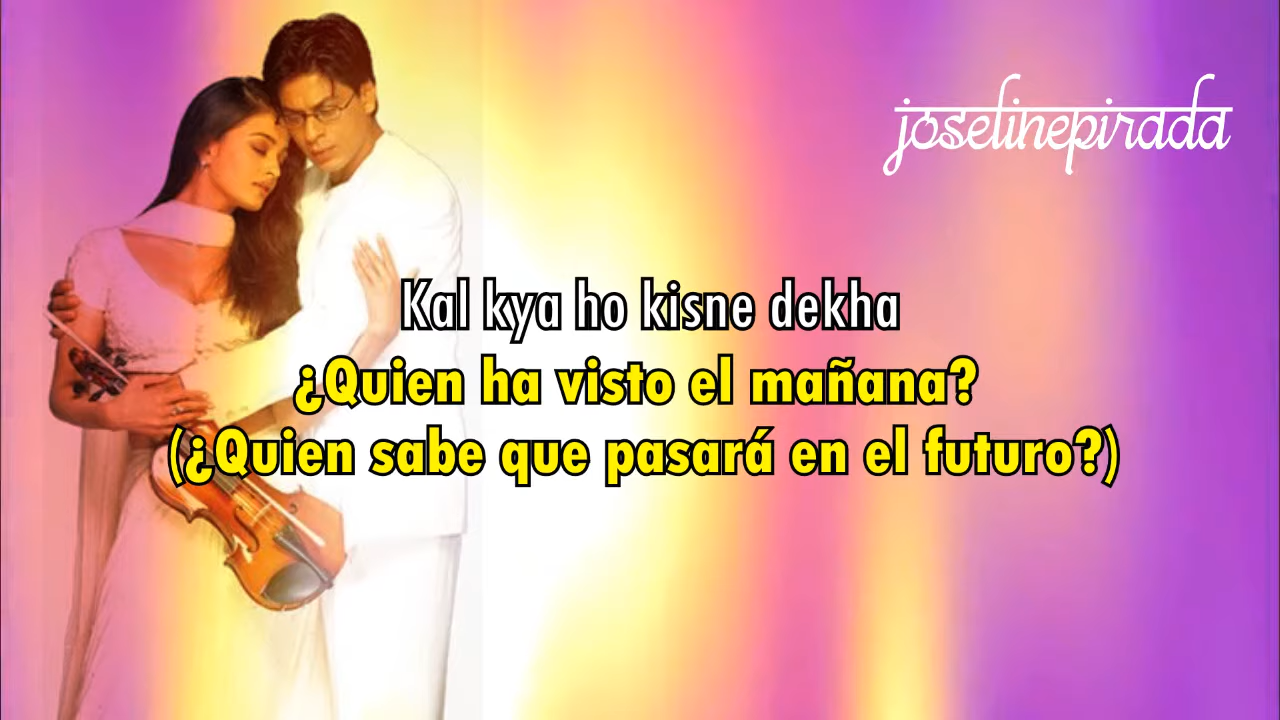 joselinepirada
Kal kya ho kisne dekha
¿Quien ha visto el mañana?
(¿Quien sabe que pasará en el futuro?)